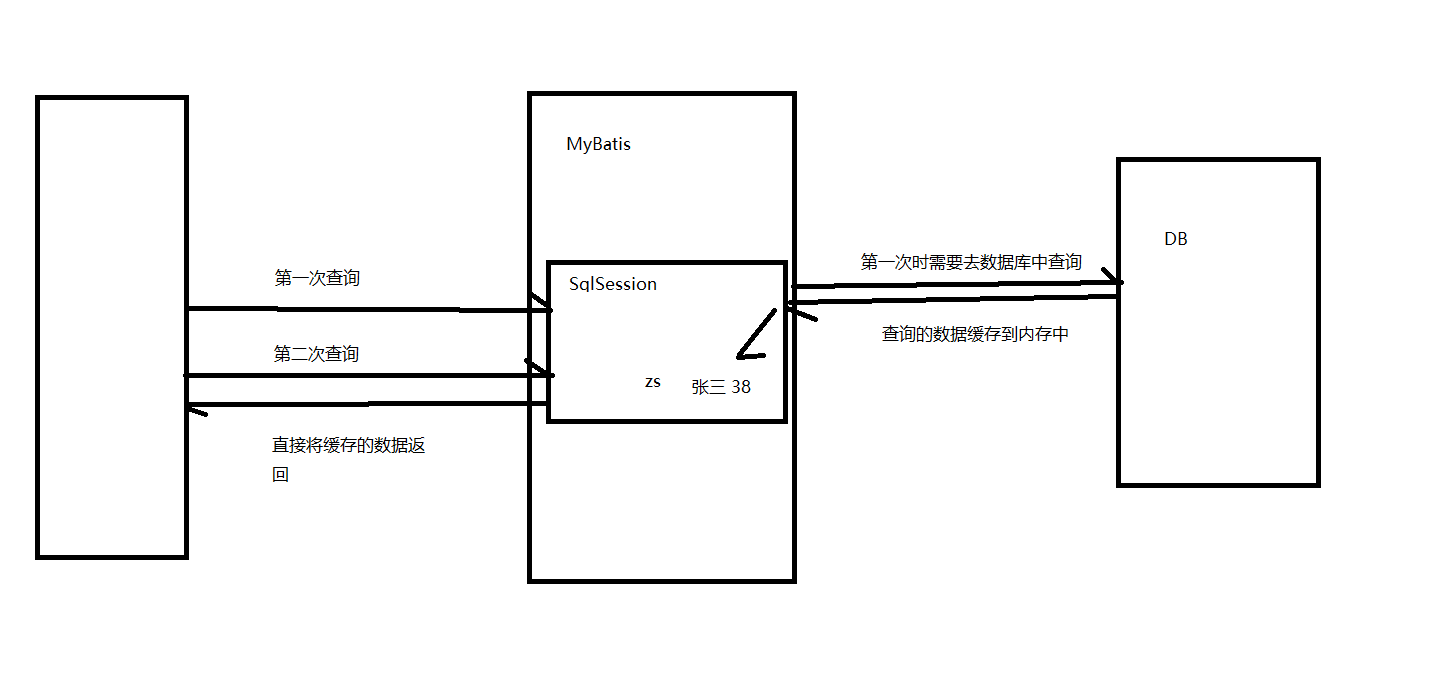 MyBatis
DB
第一次时需要去数据库中查询
第一次查询
SqlSession
查询的数据缓存到内存中
第二次查询
zs 张三 38
直接将缓存的数据返
回